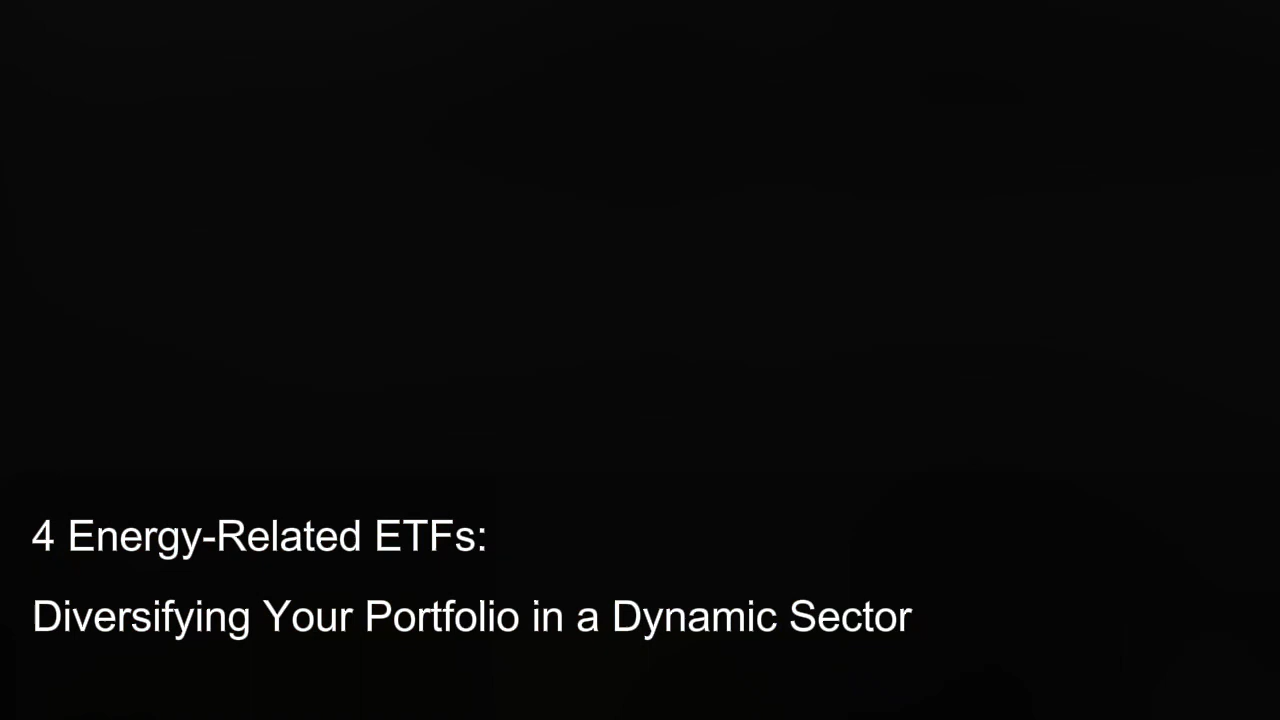 4 Energy-Related ETFs:
Diversifying Your Portfolio in a Dynamic Sector